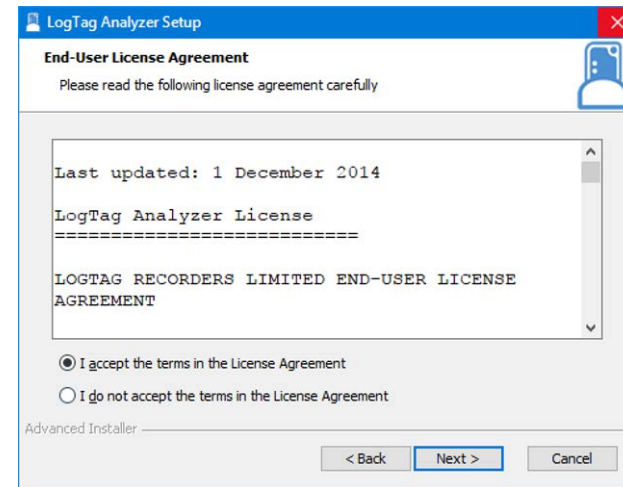 LogTag Analyzer Setup
End-User License Agreement
Please read the following license agreement carefully
Last updated: 1 December 2014
LogTag Analyzer License
===========================
LOGTAG RECORDERS LIMITED END-USER LICENSE
AGREEMENT
I accept the terms in the License Agreement
I do not accept the terms in the License Agreement
Advanced Installer
< Back Next > Cancel